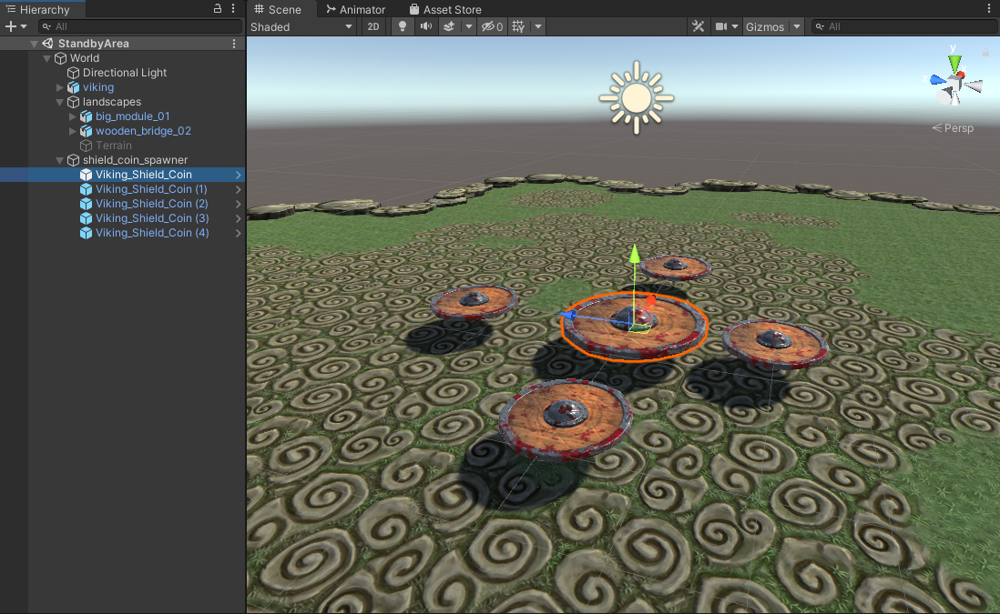 Hierarchy
All
StandbyArea
World
Directional Light
viking
landscapes
big_module_01
wooden_bridge_02
Terrain
shield_coin_spawner
Viking_Shield_Coin
Viking_Shield_Coin (1)
Viking_Shield_Coin (2)
Viking_Shield_Coin (3)
Viking_Shield_Coin (4)
Scene Animator Asset Store
Shaded 2D 0 Gizmos All
y
Persp